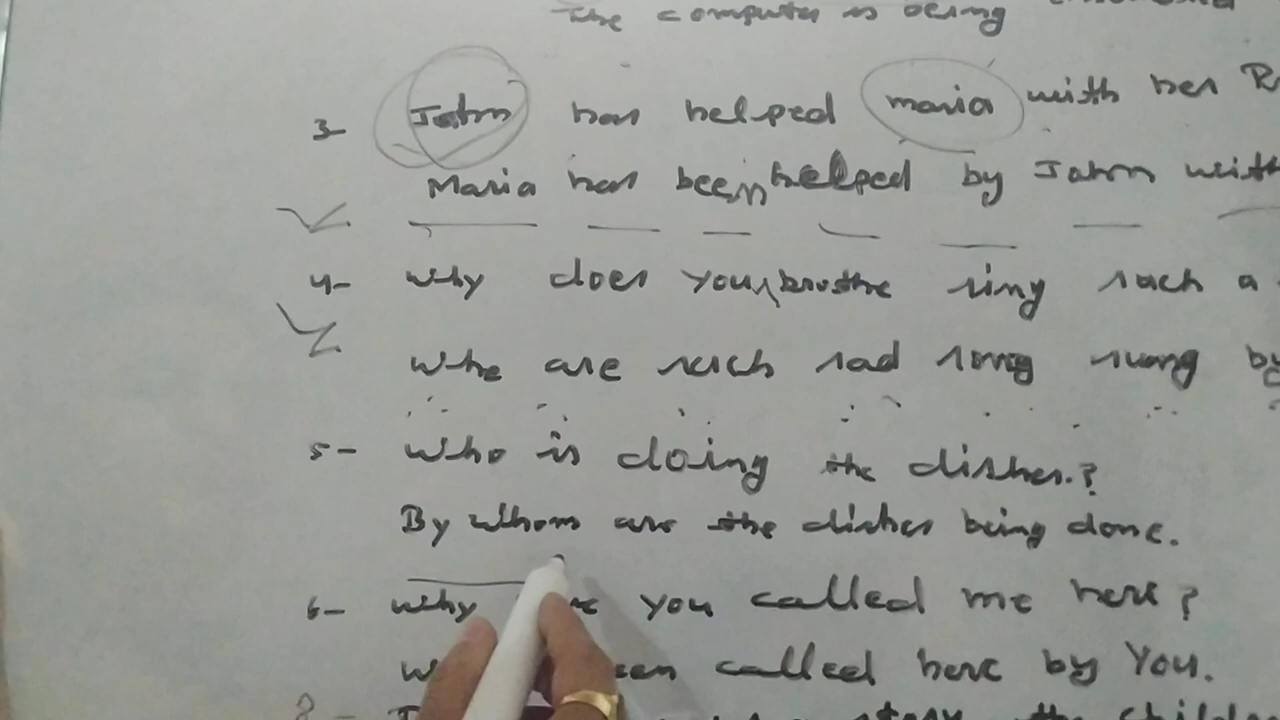 The computer is being
3- John has helped maria with her
Maria has been helped by John with
4- why does your brothe sing such a
Whe are such sad song sung by
5- Who is doing the dishes.?
By whom are the dishes being done.
6- why you called me here?
called here by You.